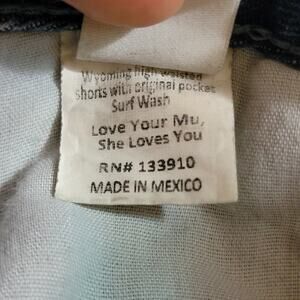 Wyoming high waisted
shorts with original pocket
Surf Wash
Love Your Mu,
She Loves You
RN# 133910
MADE IN MEXICO